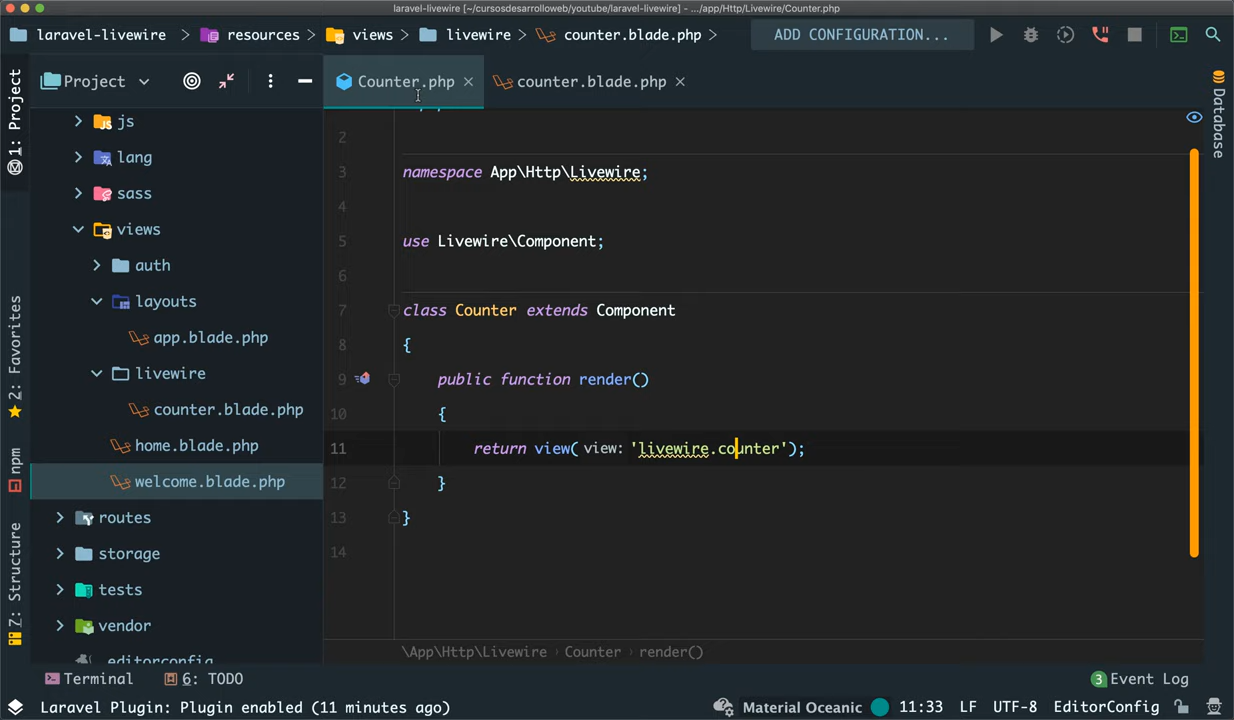 laravel-livewire [~/cursosdesarrolloweb/youtube/laravel-livewire] - .../app/Http/Livewire/Counter.php
laravel-livewire > resources > views > livewire > counter.blade.php >
ADD CONFIGURATION...
Project
Counter.php × counter.blade.php ×
js
lang
sass
views
auth
layouts
app.blade.php
livewire
counter.blade.php
home.blade.php
welcome.blade.php
routes
storage
tests
vendor
.editorconfig
1: Project
2: Favorites
npm
7: Structure
Database
2
3 namespace App\Http\Livewire;
4
5 use Livewire\Component;
6
7 class Counter extends Component
8 {
9 public function render()
10 {
11 return view( view: 'livewire.counter');
12 }
13 }
14
\App\Http\Livewire › Counter › render()
Terminal 6: TODO
3 Event Log
Laravel Plugin: Plugin enabled (11 minutes ago)
Material Oceanic 11:33 LF UTF-8 EditorConfig